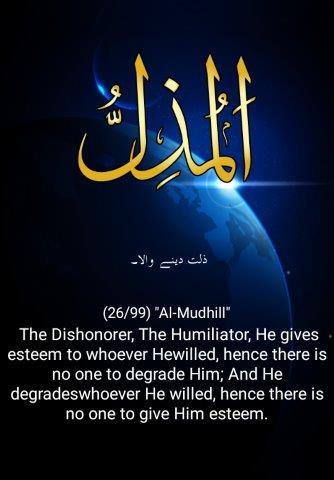 اَلْمُذِلُّ
ذلت دینے والا۔
(26/99) "Al-Mudhill"
The Dishonorer, The Humiliator, He gives
esteem to whoever Hewilled, hence there is
no one to degrade Him; And He
degradeswhoever He willed, hence there is
no one to give Him esteem.